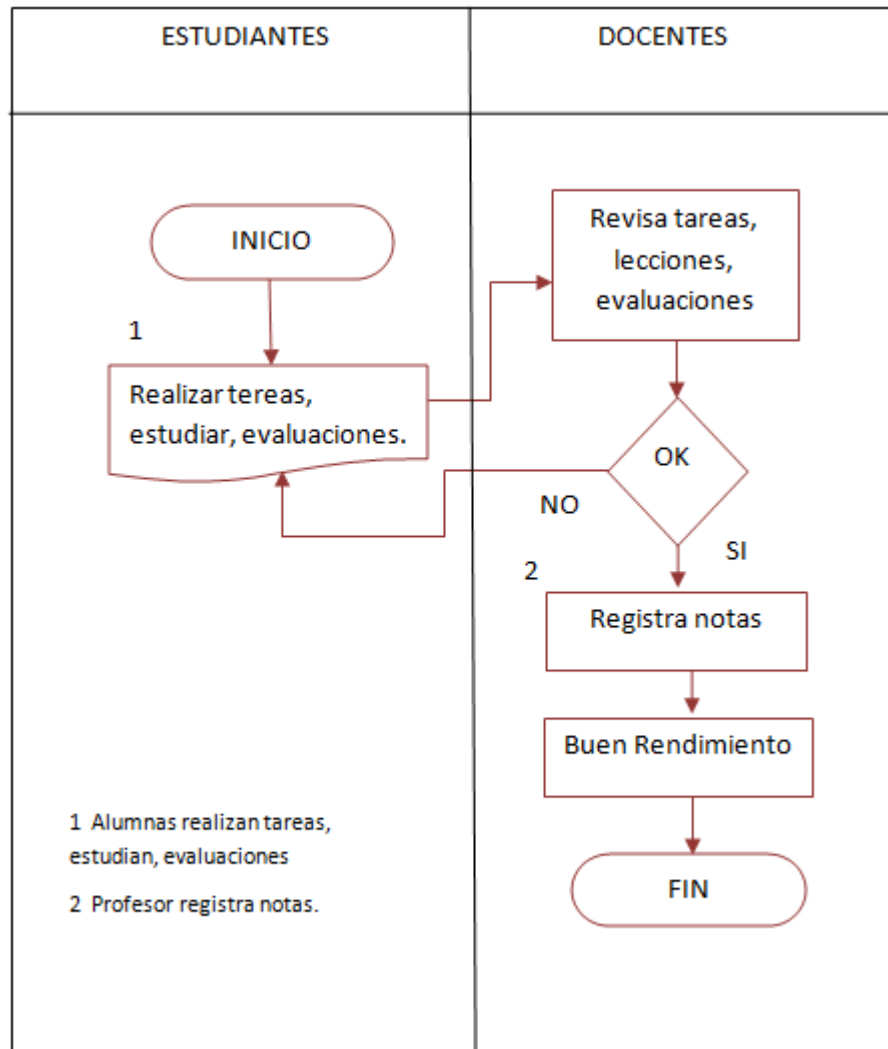 ESTUDIANTES
DOCENTES
INICIO
1
Realizar tereas,
estudiar, evaluaciones.
Revisa tareas,
lecciones,
evaluaciones
OK
NO
SI
2
Registra notas
Buen Rendimiento
FIN
1 Alumnas realizan tareas,
estudian, evaluaciones
2 Profesor registra notas.